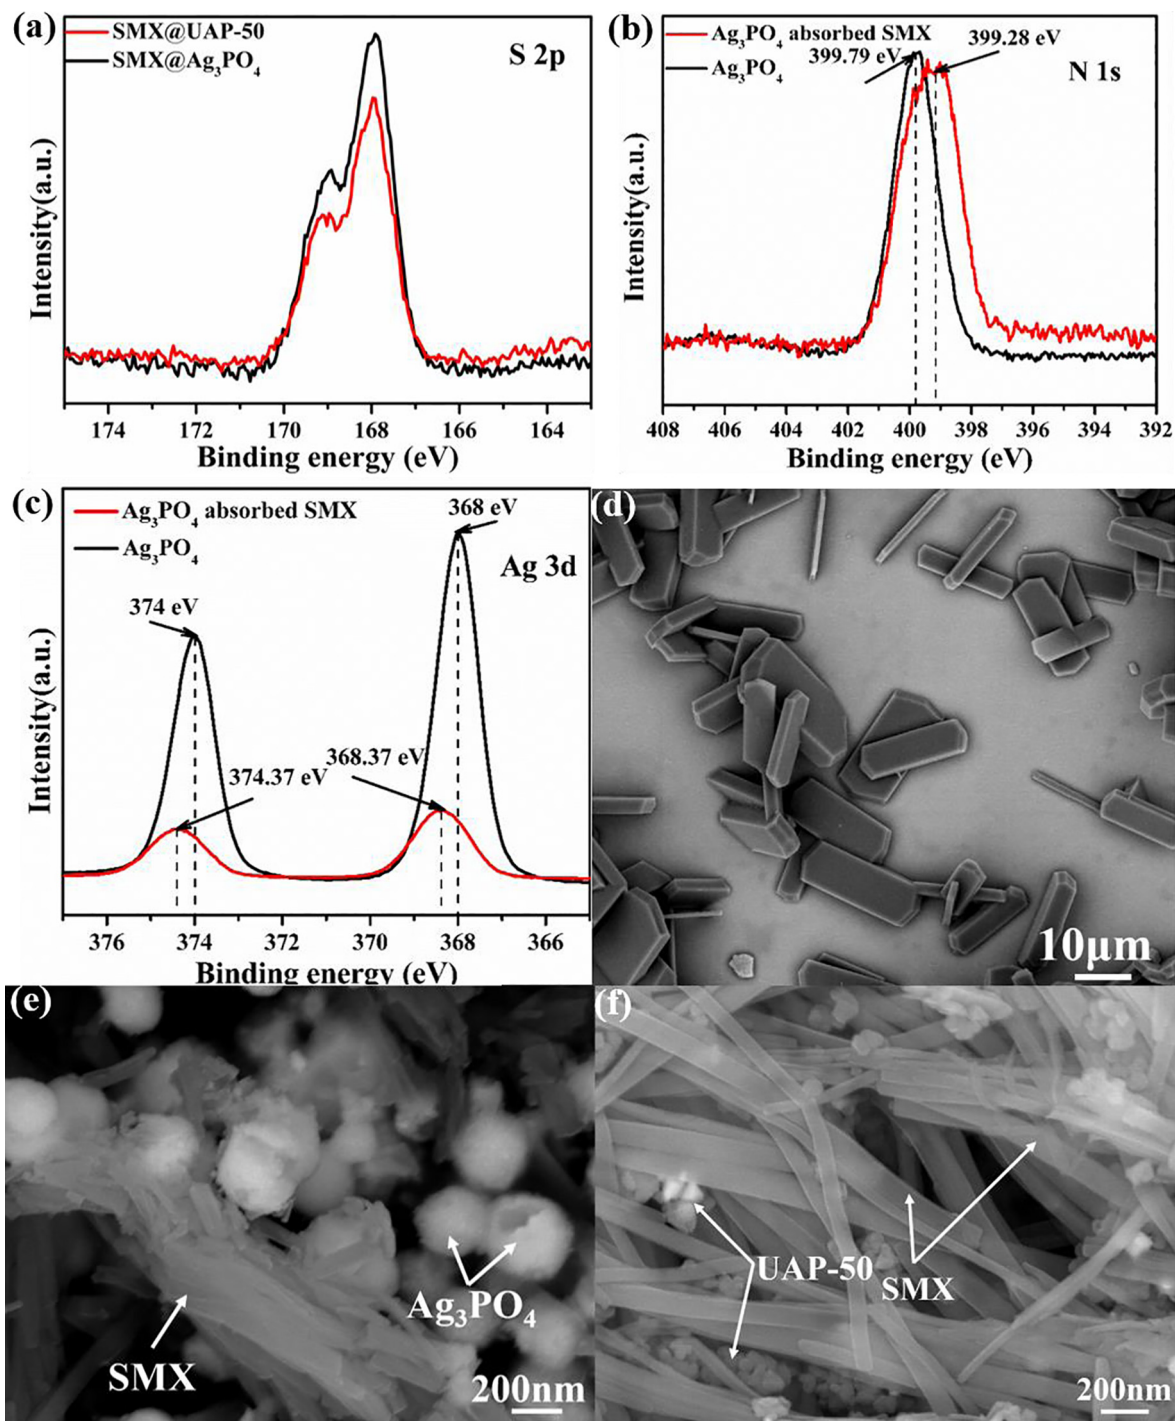 (a)
SMX@UAP-50
SMX@Ag₃PO₄
S 2p
Intensity(a.u.)
174 172 170 168 166 164
Binding energy (eV)
(b)
Ag₃PO₄ absorbed SMX
399.79 eV
399.28 eV
Ag₃PO₄
N 1s
Intensity(a.u.)
408 406 404 402 400 398 396 394 392
Binding energy (eV)
(c)
Ag₃PO₄ absorbed SMX
Ag₃PO₄
368 eV
Ag 3d
374 eV
374.37 eV
368.37 eV
Intensity(a.u.)
376 374 372 370 368 366
Binding energy (eV)
(d)
10μm
(e)
Ag₃PO₄
SMX
200nm
(f)
UAP-50
SMX
200nm